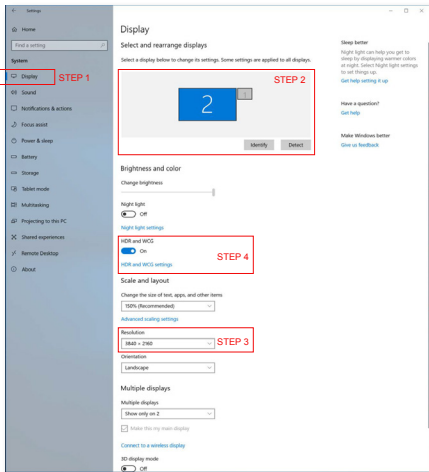 Settings
Home
Find a setting
System
Display
STEP 1
Sound
Notifications & actions
Focus assist
Power & sleep
Battery
Storage
Tablet mode
Multitasking
Projecting to this PC
Shared experiences
Remote Desktop
About
Display
Select and rearrange displays
Select a display below to change its settings. Some settings are applied to all displays.
STEP 2
2
1
Identify
Detect
Brightness and color
Change brightness
Night light
Off
Night light settings
HDR and WCG
On
STEP 4
HDR and WCG settings
Scale and layout
Change the size of text, apps, and other items
150% (Recommended)
Advanced scaling settings
Resolution
3840 × 2160
STEP 3
Orientation
Landscape
Multiple displays
Multiple displays
Show only on 2
Make this my main display
Connect to a wireless display
3D display mode
Off
Sleep better
Night light can help you get to
sleep by displaying warmer colors
at night. Select Night light settings
to set things up.
Get help setting it up
Have a question?
Get help
Make Windows better
Give us feedback